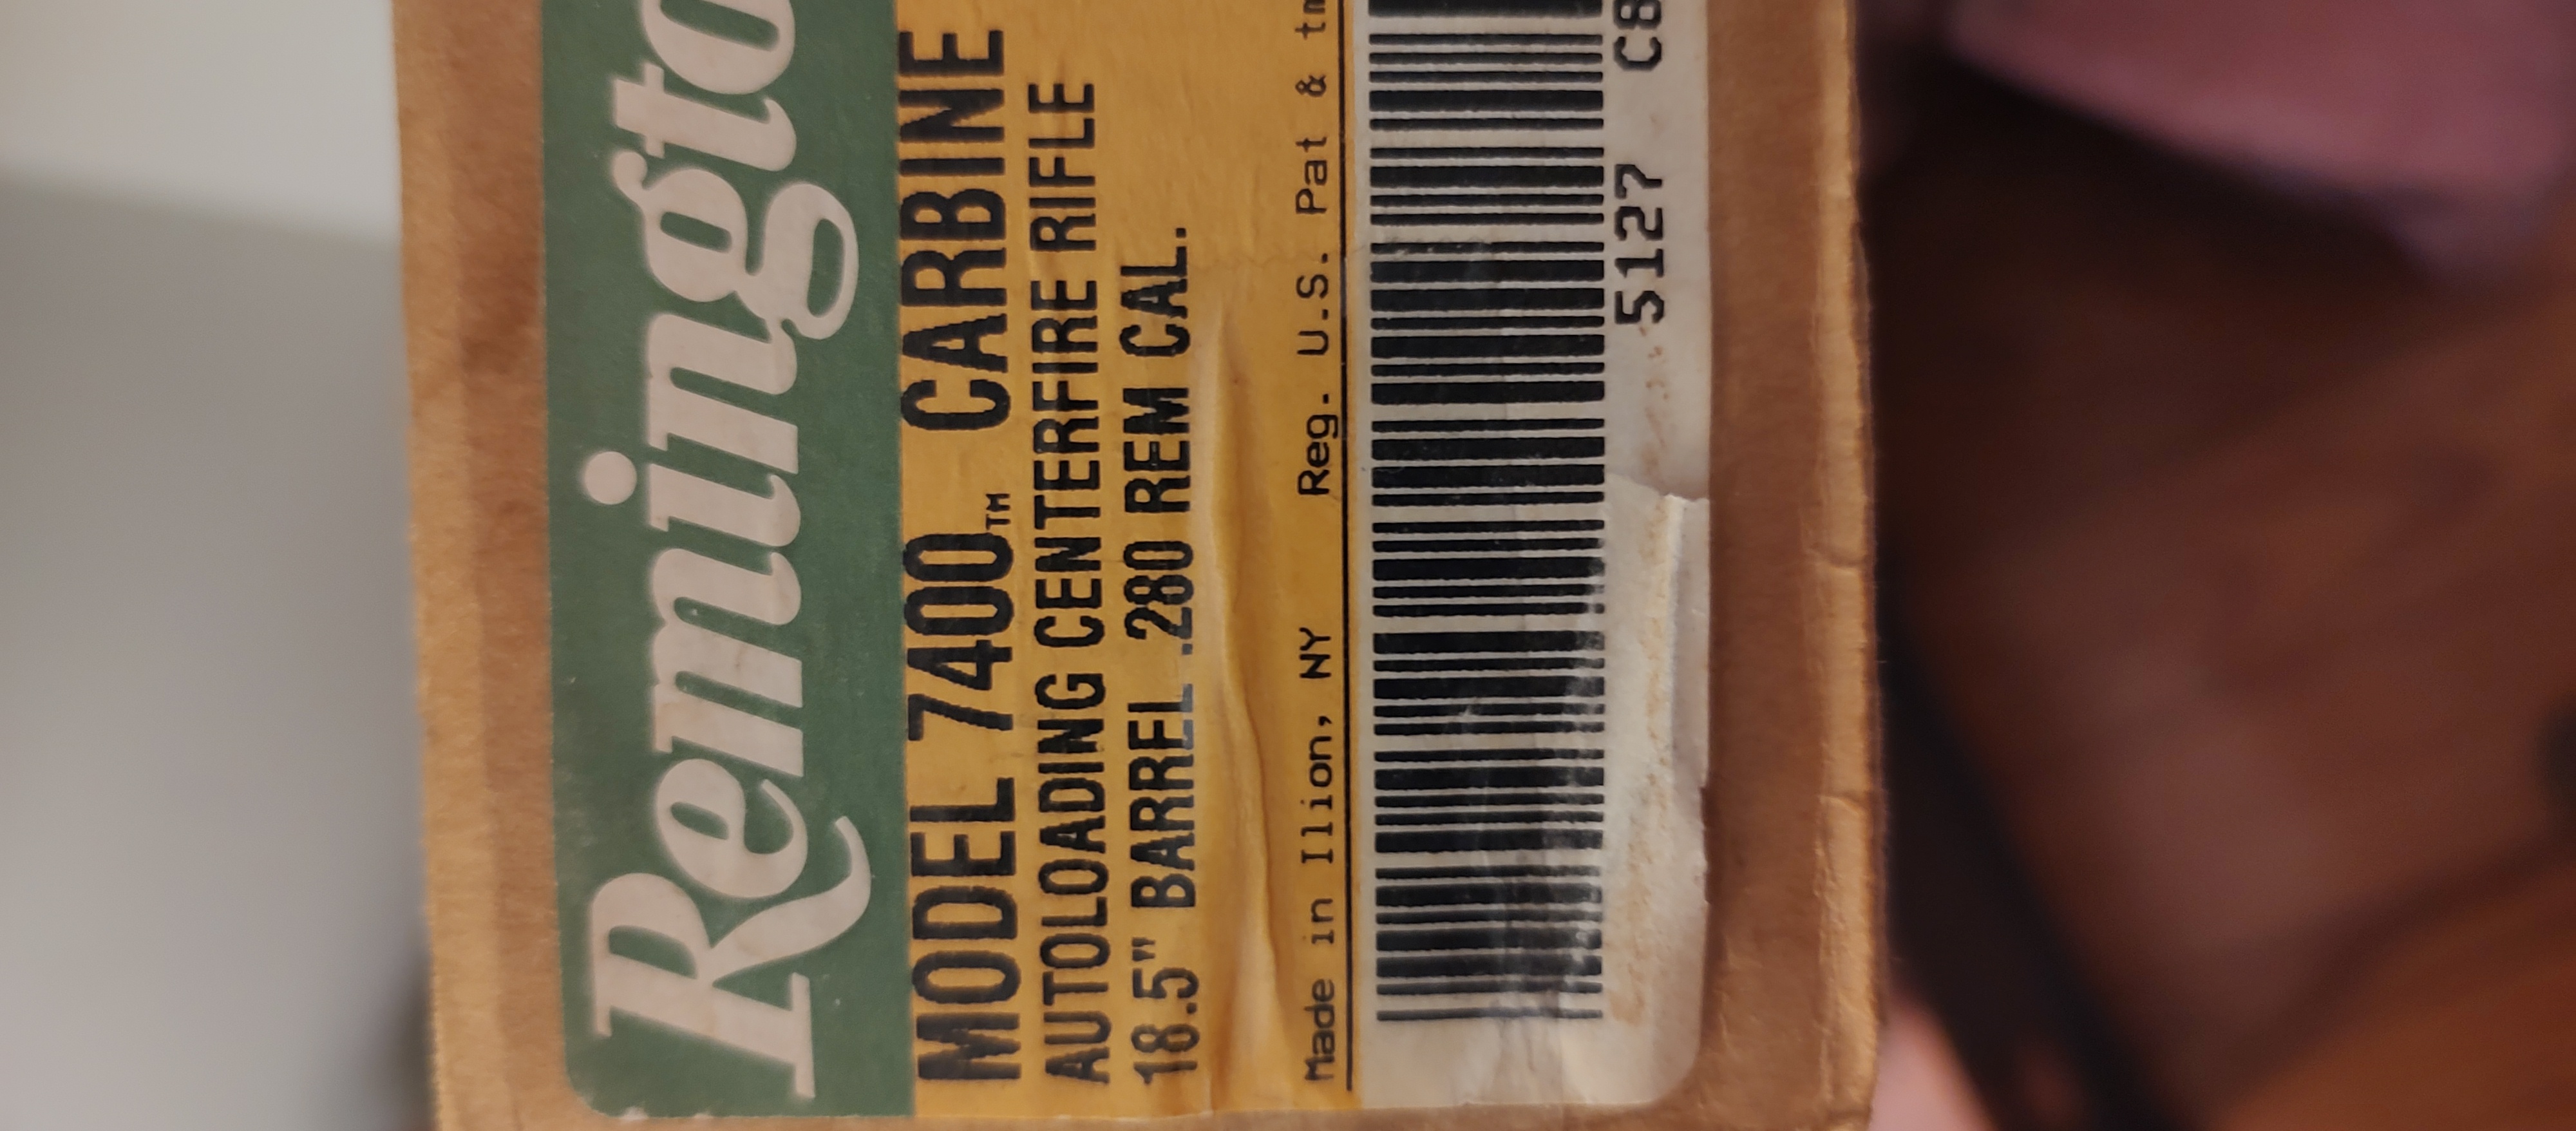 Remingto
MODEL 7400™ CARBINE
AUTOLOADING CENTERFIRE RIFLE
18.5" BARREL .280 REM CAL.
Made in Ilion, NY Reg. U.S. Pat & tm
5127 C8